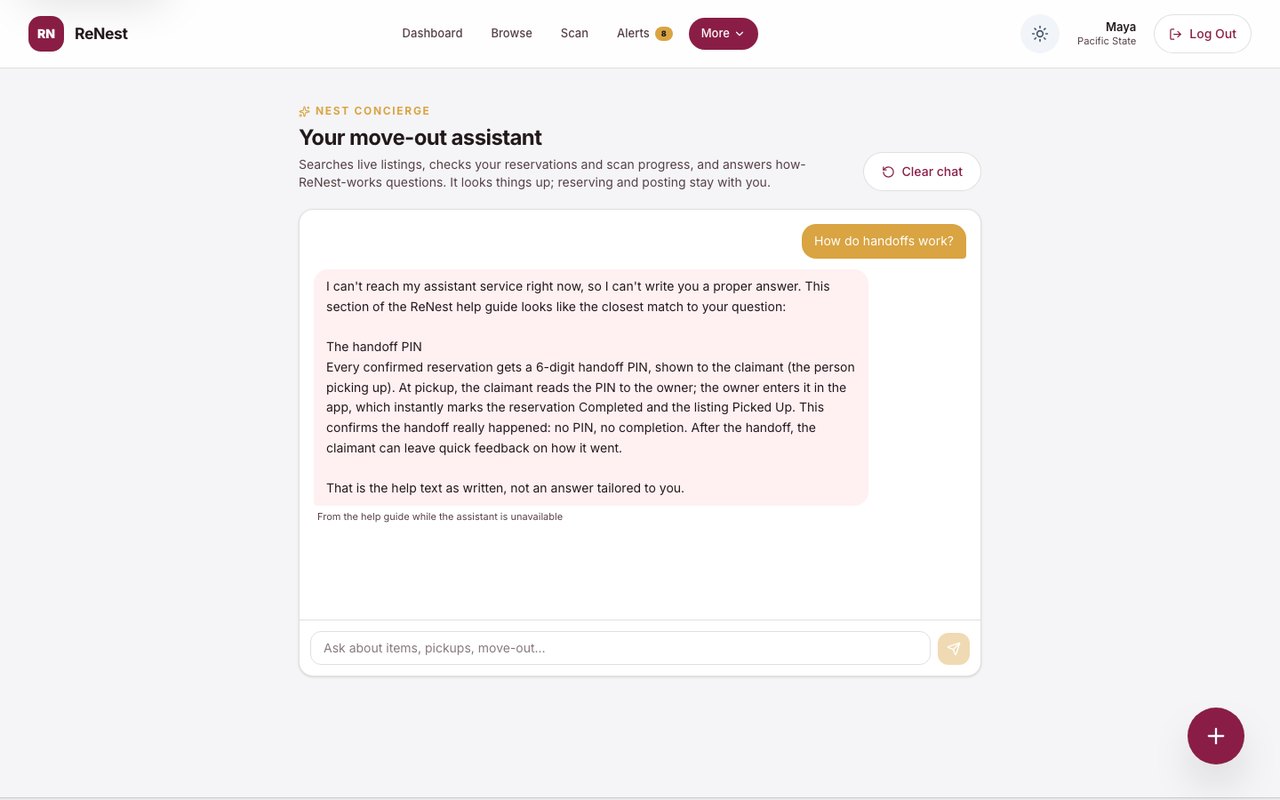 RN ReNest
Dashboard Browse Scan Alerts 8 More
Maya
Pacific State
Log Out
NEST CONCIERGE
Your move-out assistant
Searches live listings, checks your reservations and scan progress, and answers how-
ReNest-works questions. It looks things up; reserving and posting stay with you.
Clear chat
How do handoffs work?
I can't reach my assistant service right now, so I can't write you a proper answer. This
section of the ReNest help guide looks like the closest match to your question:
The handoff PIN
Every confirmed reservation gets a 6-digit handoff PIN, shown to the claimant (the person
picking up). At pickup, the claimant reads the PIN to the owner; the owner enters it in the
app, which instantly marks the reservation Completed and the listing Picked Up. This
confirms the handoff really happened: no PIN, no completion. After the handoff, the
claimant can leave quick feedback on how it went.
That is the help text as written, not an answer tailored to you.
From the help guide while the assistant is unavailable
Ask about items, pickups, move-out...